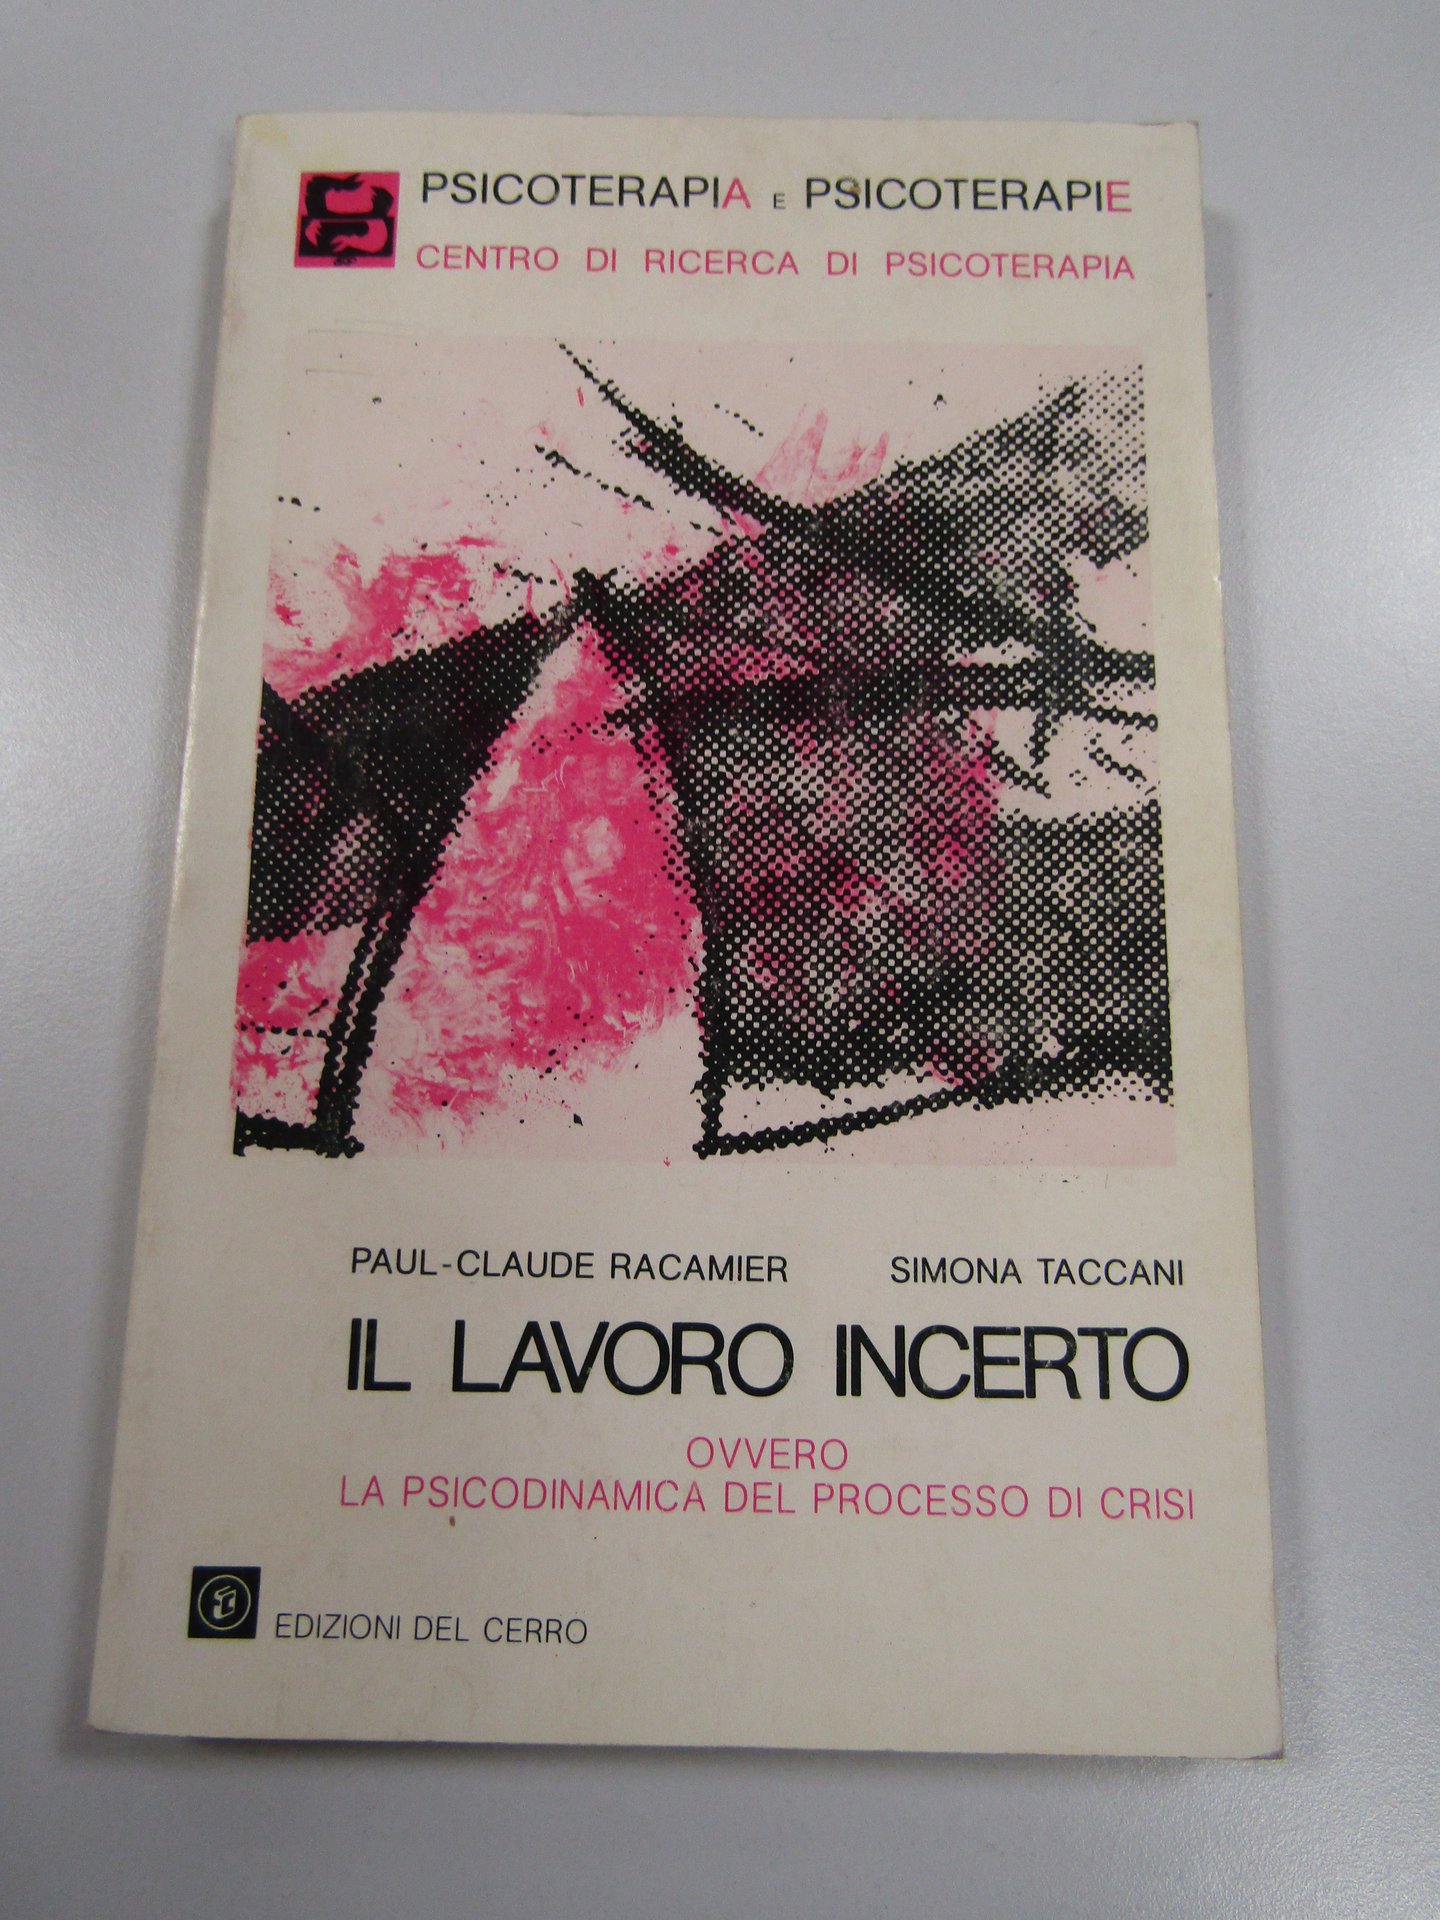 PSICOTERAPIA E PSICOTERAPIE
CENTRO DI RICERCA DI PSICOTERAPIA
PAUL-CLAUDE RACAMIER SIMONA TACCANI
IL LAVORO INCERTO
OVVERO
LA PSICODINAMICA DEL PROCESSO DI CRISI
EDIZIONI DEL CERRO